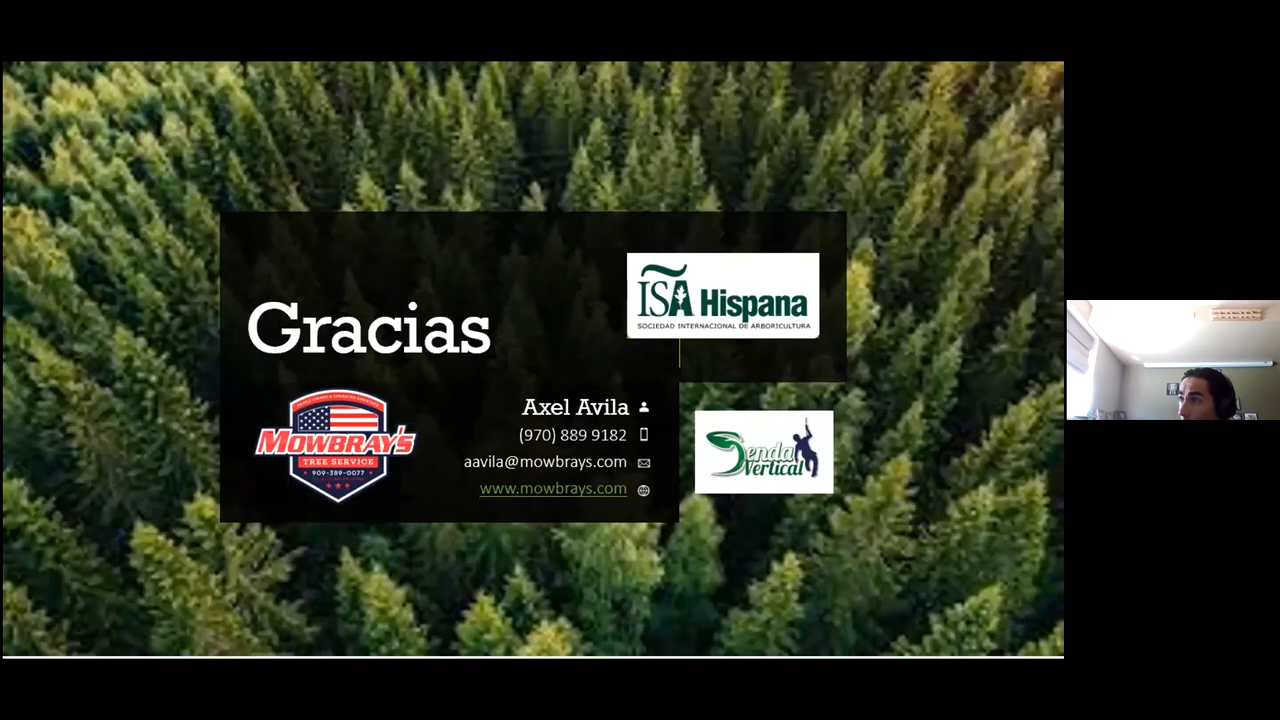 Gracias
ISA Hispana
SOCIEDAD INTERNACIONAL DE ARBORICULTURA
MOWBRAY'S
TREE SERVICE
909-389-0077
Axel Avila
(970) 889 9182
aavila@mowbrays.com
www.mowbrays.com
Senda
Vertical